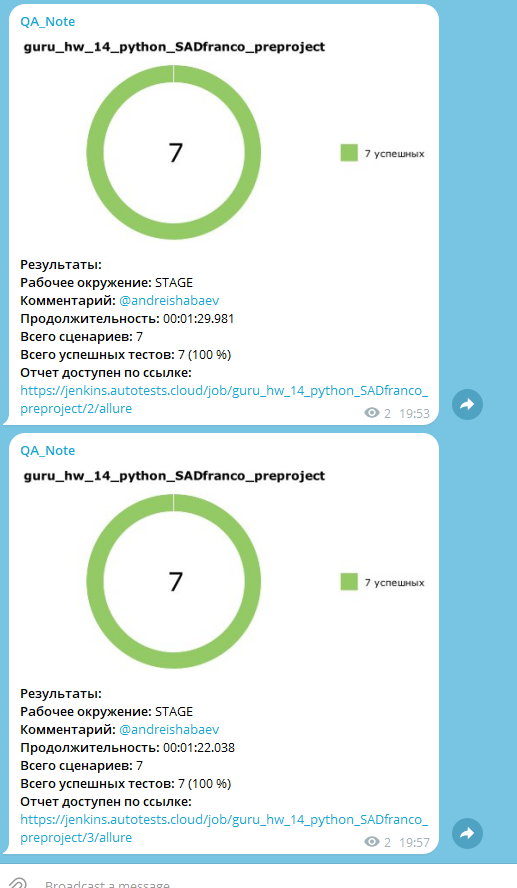 QA_Note
guru_hw_14_python_SADfranco_preproject
7
7 успешных
Результаты:
Рабочее окружение: STAGE
Комментарий: @andreishabaev
Продолжительность: 00:01:29.981
Всего сценариев: 7
Всего успешных тестов: 7 (100 %)
Отчет доступен по ссылке:
https://jenkins.autotests.cloud/job/guru_hw_14_python_SADfranco_
preproject/2/allure
2 19:53
QA_Note
guru_hw_14_python_SADfranco_preproject
7
7 успешных
Результаты:
Рабочее окружение: STAGE
Комментарий: @andreishabaev
Продолжительность: 00:01:22.038
Всего сценариев: 7
Всего успешных тестов: 7 (100 %)
Отчет доступен по ссылке:
https://jenkins.autotests.cloud/job/guru_hw_14_python_SADfranco_
preproject/3/allure
2 19:57
Broadcast a message